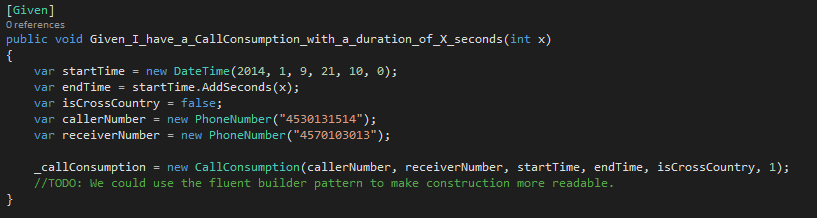 [Given]
0 references
public void Given_I_have_a_CallConsumption_with_a_duration_of_X_seconds(int x)
{
    var startTime = new DateTime(2014, 1, 9, 21, 10, 0);
    var endTime = startTime.AddSeconds(x);
    var isCrossCountry = false;
    var callerNumber = new PhoneNumber("4530131514");
    var receiverNumber = new PhoneNumber("4570103013");

    _callConsumption = new CallConsumption(callerNumber, receiverNumber, startTime, endTime, isCrossCountry, 1);
    //TODO: We could use the fluent builder pattern to make construction more readable.
}